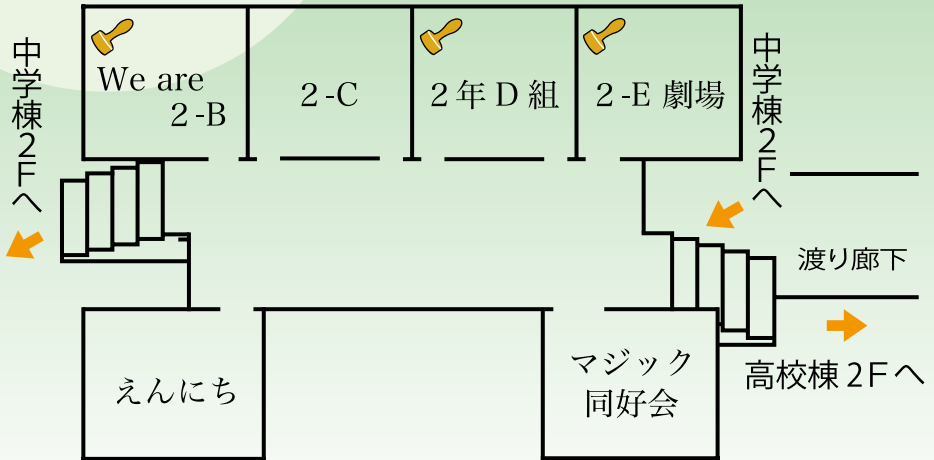 中学棟2Fへ
We are
2-B
2-C
2年D組
2-E劇場
中学棟2Fへ
渡り廊下
高校棟2Fへ
えんにち
マジック
同好会